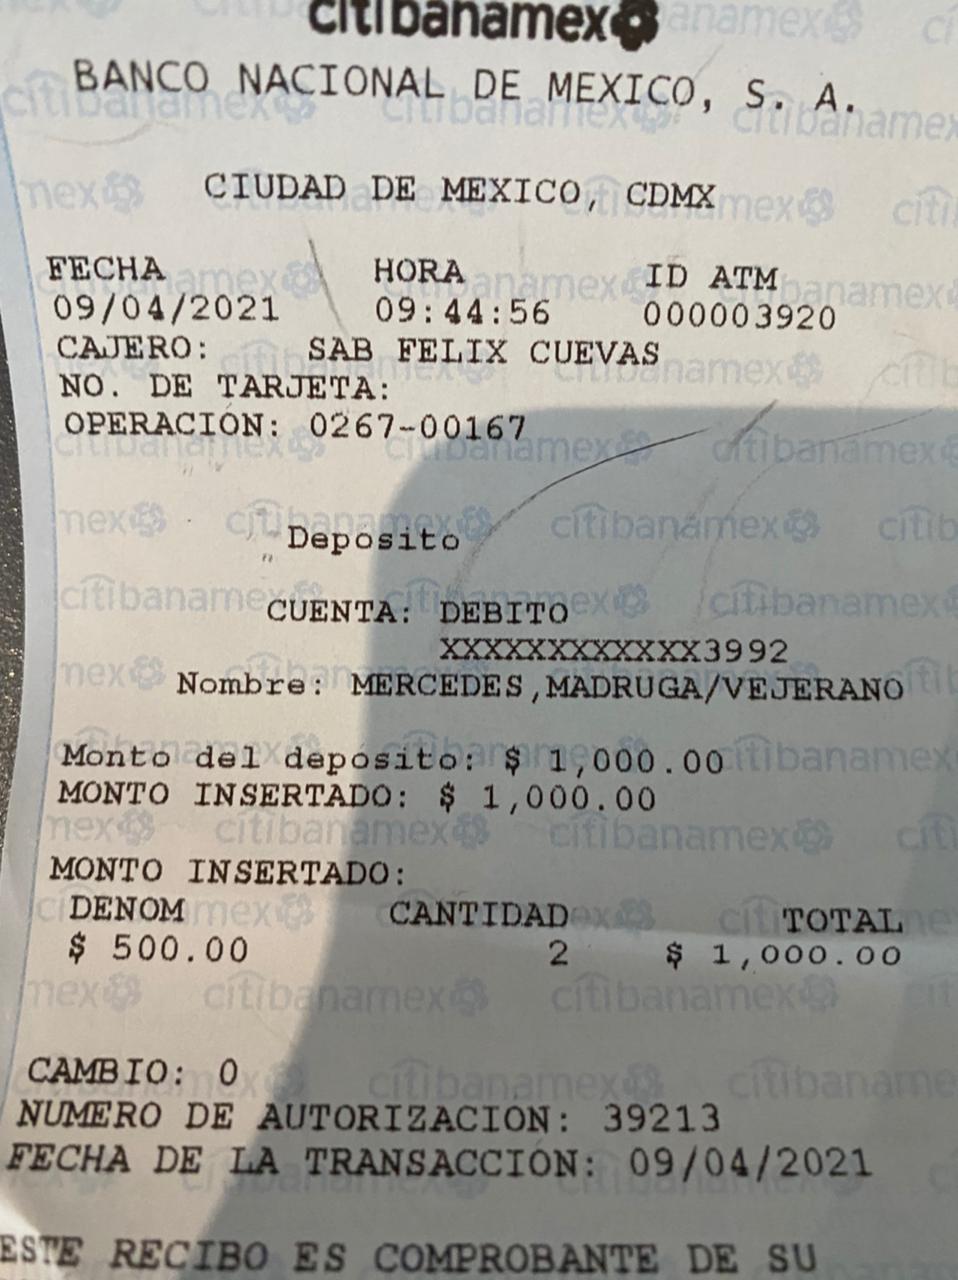 citibanamex
BANCO NACIONAL DE MEXICO, S. A.
CIUDAD DE MEXICO, CDMX
FECHA HORA ID ATM
09/04/2021 09:44:56 000003920
CAJERO: SAB FELIX CUEVAS
NO. DE TARJETA:
OPERACIÓN: 0267-00167
Deposito
CUENTA: DEBITO
XXXXXXXXXXXX3992
Nombre: MERCEDES,MADRUGA/VEJERANO
Monto del deposito: $ 1,000.00
MONTO INSERTADO: $ 1,000.00
MONTO INSERTADO:
DENOM CANTIDAD TOTAL
$ 500.00 2 $ 1,000.00
CAMBIO: 0
NUMERO DE AUTORIZACION: 39213
FECHA DE LA TRANSACCIÓN: 09/04/2021
ESTE RECIBO ES COMPROBANTE DE SU